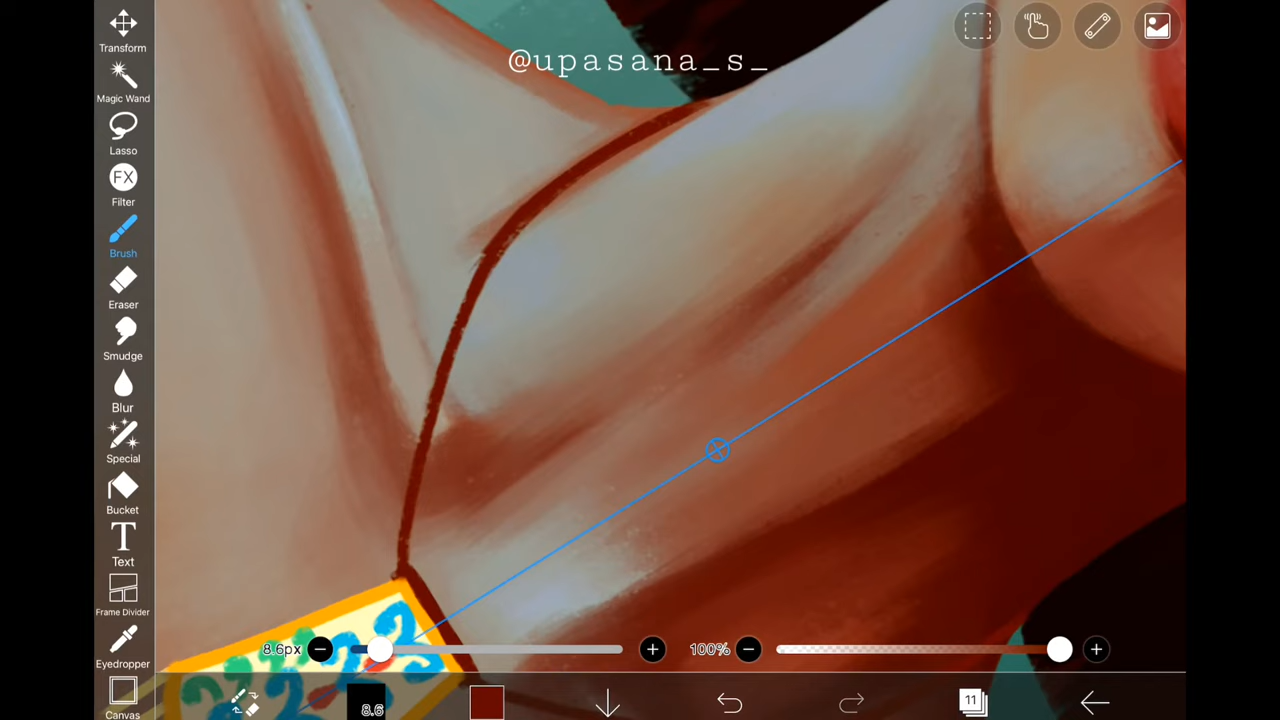 @upasana_s_
Transform
Magic Wand
Lasso
FX
Filter
Brush
Eraser
Smudge
Blur
Special
Bucket
T
Text
Frame Divider
Eyedropper
Canvas
8.6px
100%
8.6
11